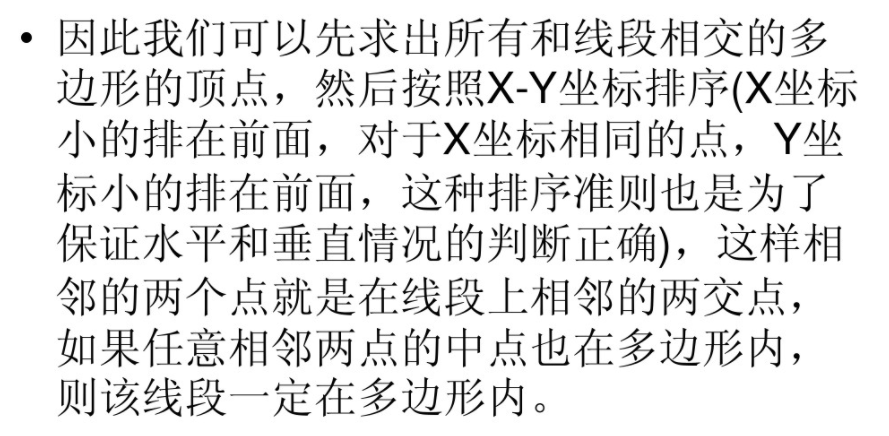 • 因此我们可以先求出所有和线段相交的多
边形的顶点，然后按照X-Y坐标排序(X坐标
小的排在前面，对于X坐标相同的点，Y坐
标小的排在前面，这种排序准则也是为了
保证水平和垂直情况的判断正确)，这样相
邻的两个点就是在线段上相邻的两交点，
如果任意相邻两点的中点也在多边形内，
则该线段一定在多边形内。